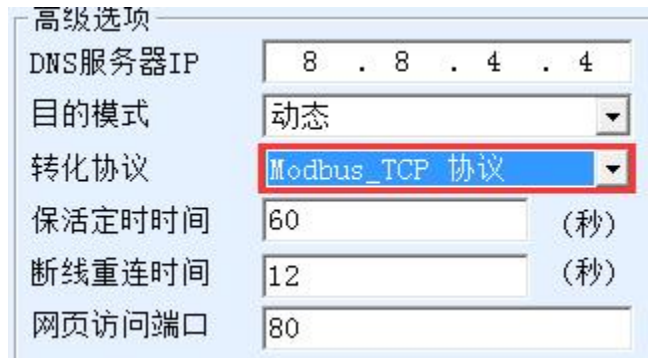 高级选项
DNS服务器IP 8 . 8 . 4 . 4
目的模式 动态
转化协议 Modbus_TCP 协议
保活定时时间 60 (秒)
断线重连时间 12 (秒)
网页访问端口 80